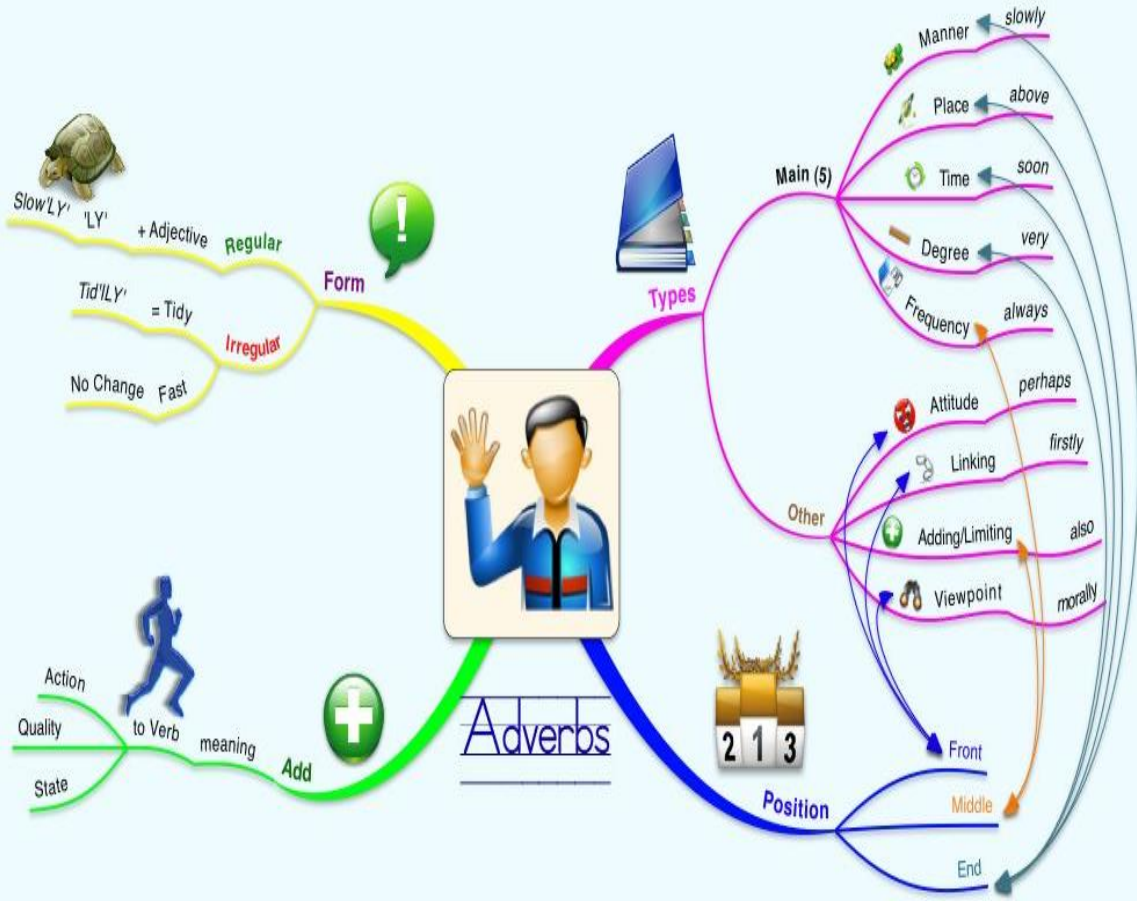 Adverbs
Types
Main (5)
Manner
slowly
Place
above
Time
soon
Degree
very
Frequency
always
Other
Attitude
perhaps
Linking
firstly
Adding/Limiting
also
Viewpoint
morally
Position
2 1 3
Front
Middle
End
Add
meaning
to Verb
Action
Quality
State
Form
!
Regular
+ Adjective
'LY'
Slow'LY'
Irregular
= Tidy
Tid'ILY'
Fast
No Change